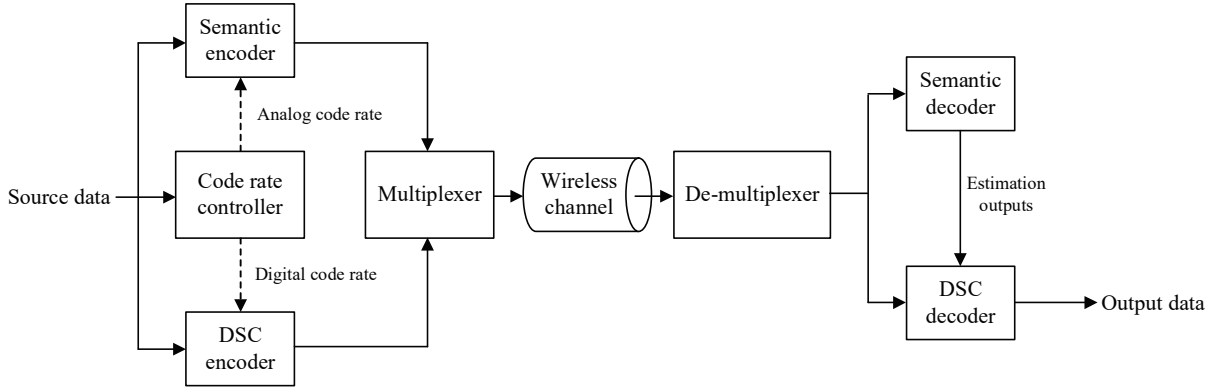 Semantic
encoder
Analog code rate
Source data
Code rate
controller
Digital code rate
DSC
encoder
Multiplexer
Wireless
channel
De-multiplexer
Semantic
decoder
Estimation
outputs
DSC
decoder
Output data